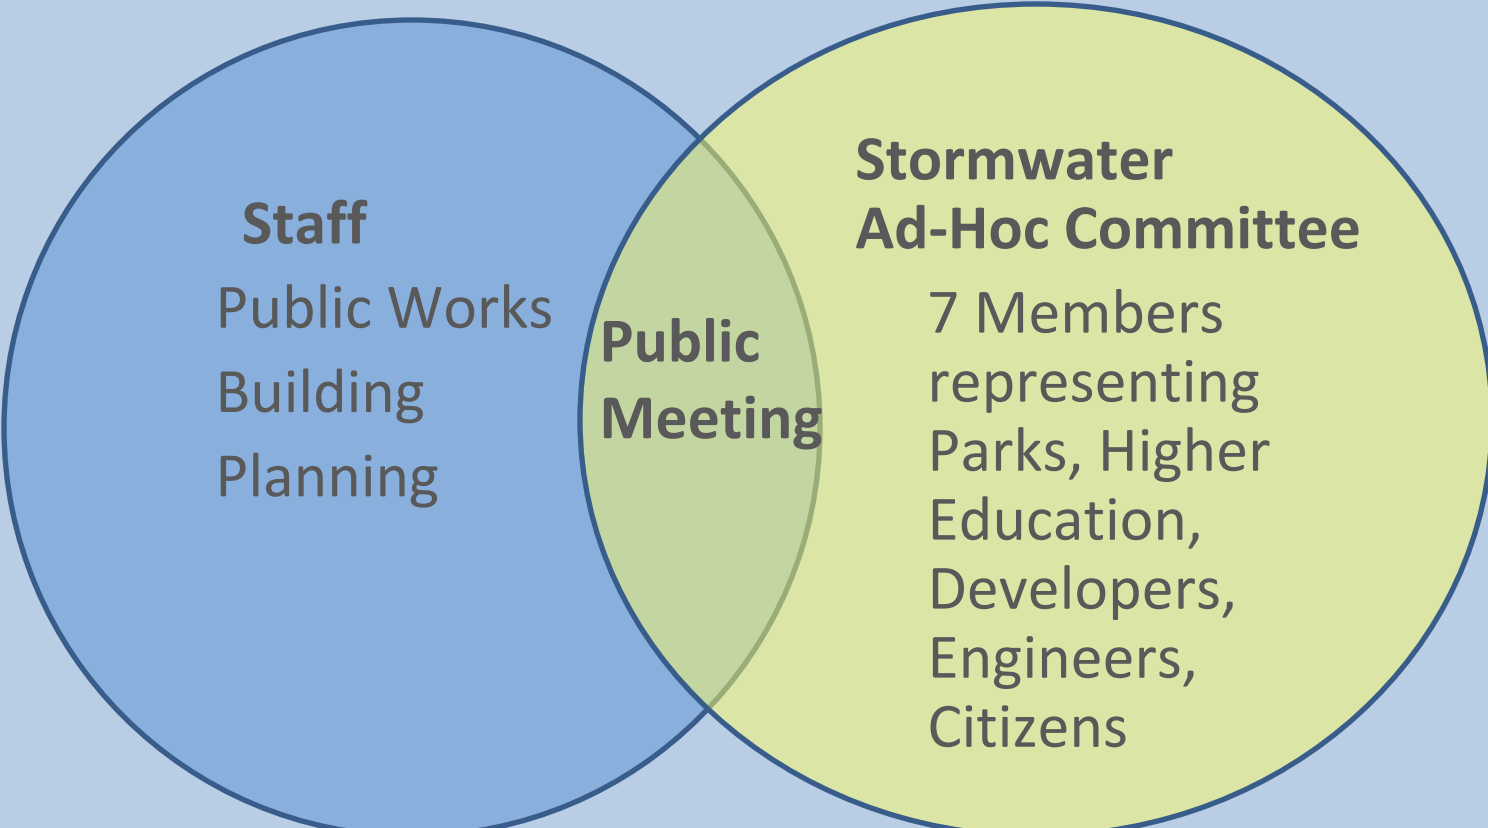 Staff
Public Works
Building
Planning
Public
Meeting
Stormwater
Ad-Hoc Committee
7 Members
representing
Parks, Higher
Education,
Developers,
Engineers,
Citizens